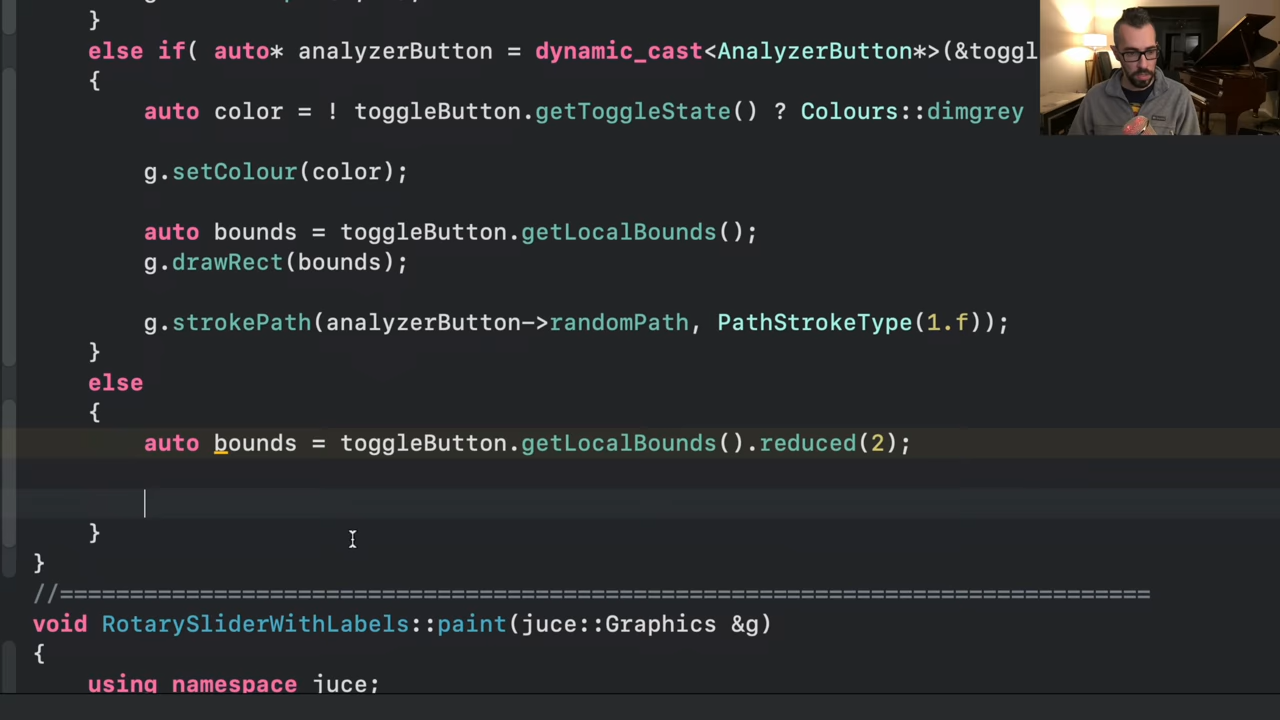 }
else if( auto* analyzerButton = dynamic_cast<AnalyzerButton*>(&toggl
{
auto color = ! toggleButton.getToggleState() ? Colours::dimgrey
g.setColour(color);
auto bounds = toggleButton.getLocalBounds();
g.drawRect(bounds);
g.strokePath(analyzerButton->randomPath, PathStrokeType(1.f));
}
else
{
auto bounds = toggleButton.getLocalBounds().reduced(2);
}
}
//==============================================================================
void RotarySliderWithLabels::paint(juce::Graphics &g)
{
using namespace juce;